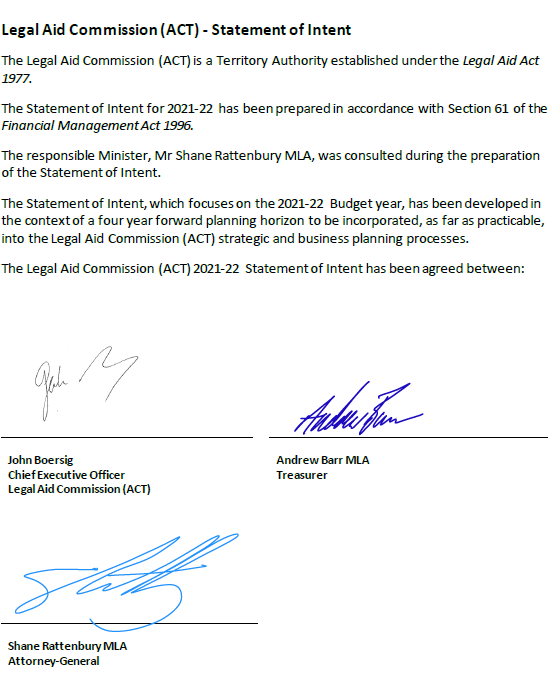 Legal Aid Commission (ACT) - Statement of Intent
The Legal Aid Commission (ACT) is a Territory Authority established under the Legal Aid Act
1977.
The Statement of Intent for 2021-22 has been prepared in accordance with Section 61 of the
Financial Management Act 1996.
The responsible Minister, Mr Shane Rattenbury MLA, was consulted during the preparation
of the Statement of Intent.
The Statement of Intent, which focuses on the 2021-22 Budget year, has been developed in
the context of a four year forward planning horizon to be incorporated, as far as practicable,
into the Legal Aid Commission (ACT) strategic and business planning processes.
The Legal Aid Commission (ACT) 2021-22 Statement of Intent has been agreed between:
Andrew Barr
John Boersig
Chief Executive Officer
Legal Aid Commission (ACT)
Andrew Barr MLA
Treasurer
Shane Rattenbury MLA
Attorney-General